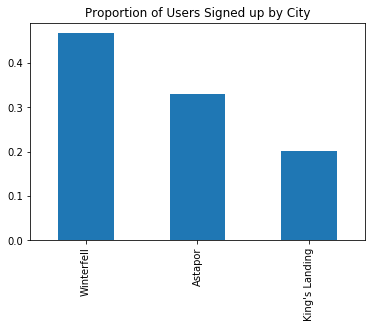 Proportion of Users Signed up by City
0.4
0.3
0.2
0.1
0.0
Winterfell
Astapor
King's Landing